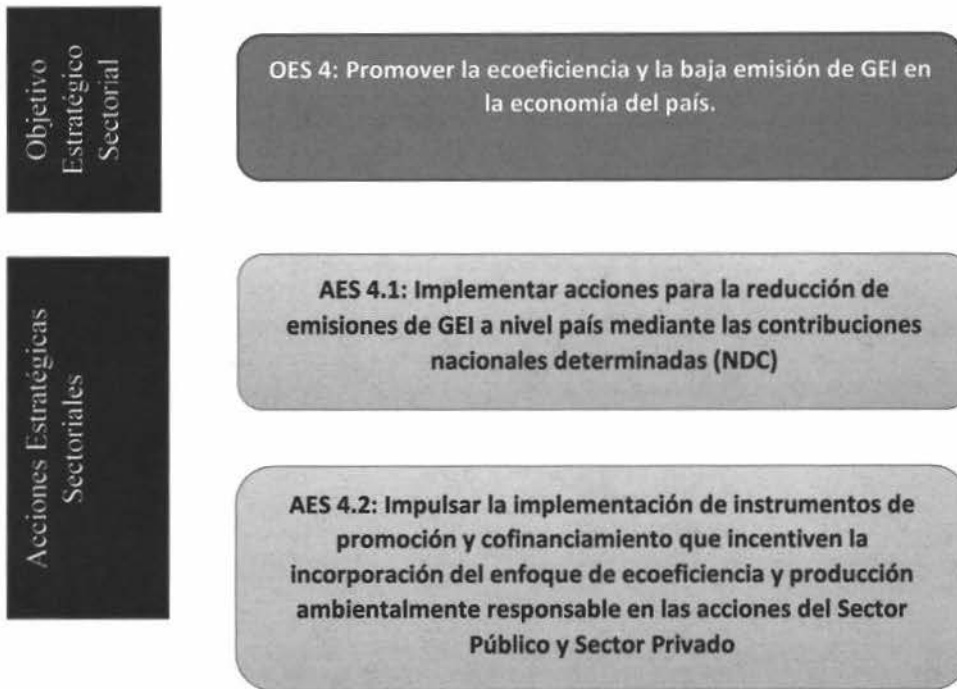 Objetivo
Estratégico
Sectorial
OES 4: Promover la ecoeficiencia y la baja emisión de GEI en
la economía del país.
Acciones Estratégicas
Sectoriales
AES 4.1: Implementar acciones para la reducción de
emisiones de GEI a nivel país mediante las contribuciones
nacionales determinadas (NDC)
AES 4.2: Impulsar la implementación de instrumentos de
promoción y cofinanciamiento que incentiven la
incorporación del enfoque de ecoeficiencia y producción
ambientalmente responsable en las acciones del Sector
Público y Sector Privado